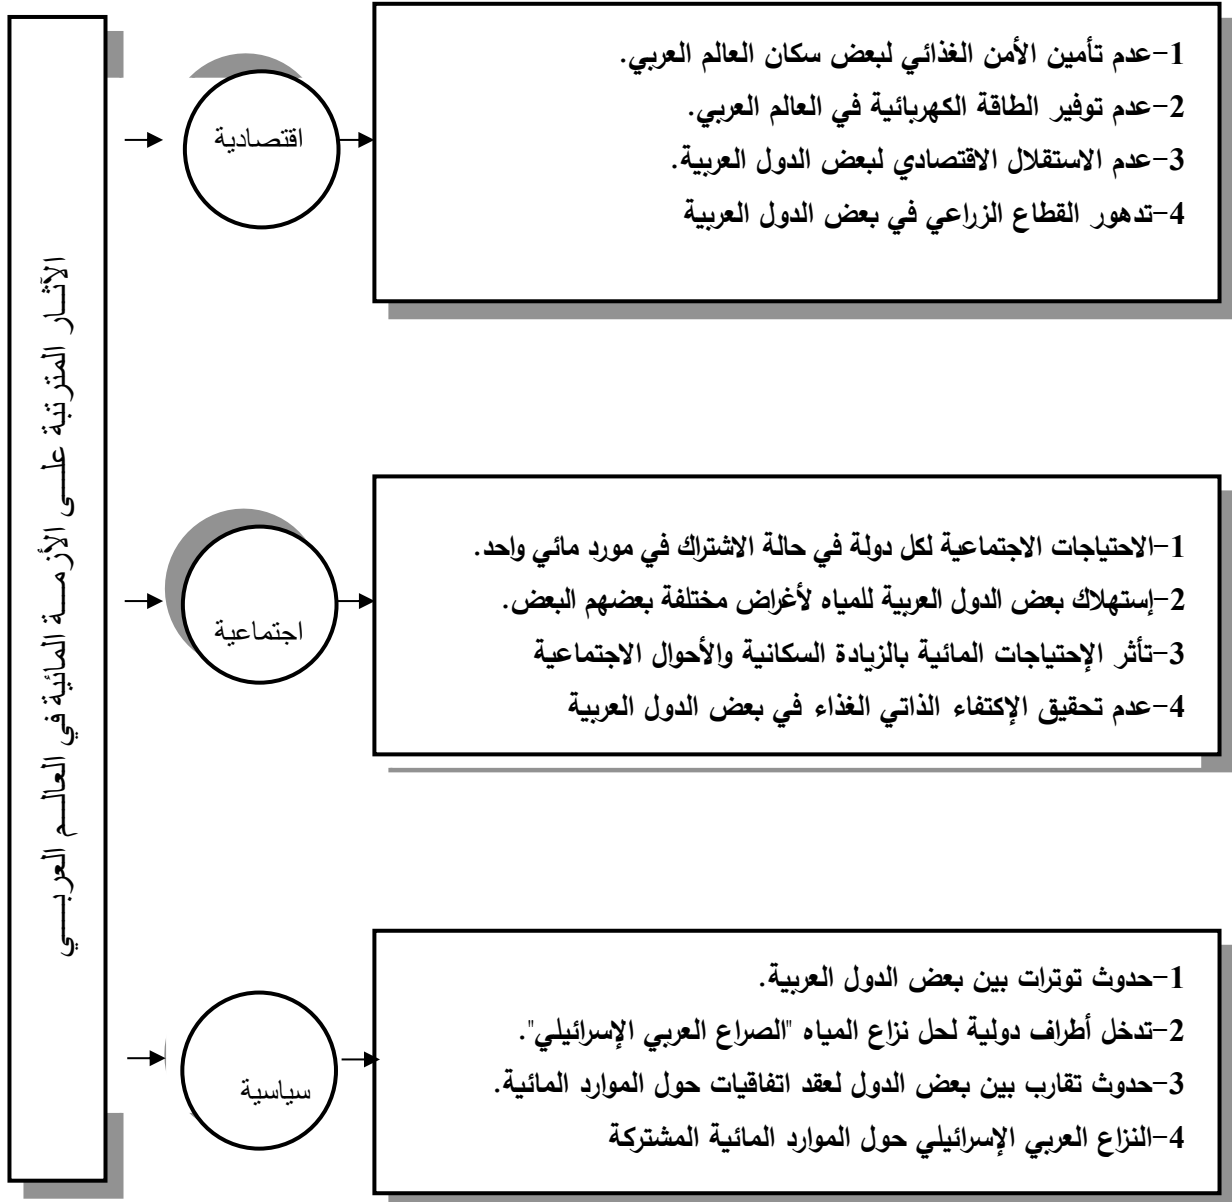 الآثار المترتبة على الأزمة المائية في العالم العربي
اقتصادية
1-عدم تأمين الأمن الغذائي لبعض سكان العالم العربي.
2-عدم توفير الطاقة الكهربائية في العالم العربي.
3-عدم الاستقلال الاقتصادي لبعض الدول العربية.
4-تدهور القطاع الزراعي في بعض الدول العربية
اجتماعية
1-الاحتياجات الاجتماعية لكل دولة في حالة الاشتراك في مورد مائي واحد.
2-إستهلاك بعض الدول العربية للمياه لأغراض مختلفة بعضهم البعض.
3-تأثر الإحتياجات المائية بالزيادة السكانية والأحوال الاجتماعية
4-عدم تحقيق الإكتفاء الذاتي الغذاء في بعض الدول العربية
سياسية
1-حدوث توترات بين بعض الدول العربية.
2-تدخل أطراف دولية لحل نزاع المياه "الصراع العربي الإسرائيلي".
3-حدوث تقارب بين بعض الدول لعقد اتفاقيات حول الموارد المائية.
4-النزاع العربي الإسرائيلي حول الموارد المائية المشتركة